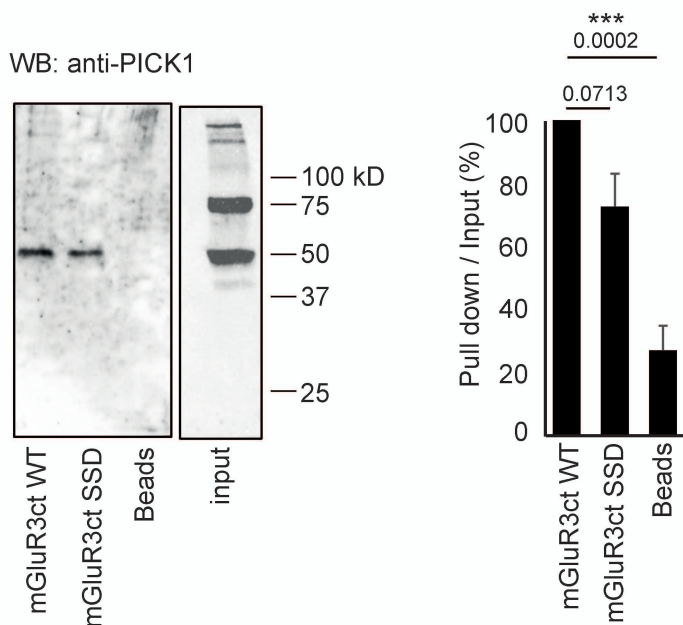 WB: anti-PICK1
100 kD
75
50
37
25
mGluR3ct WT
mGluR3ct SSD
Beads
input
***
0.0002
0.0713
Pull down / Input (%)
100
80
60
40
20
0
mGluR3ct WT
mGluR3ct SSD
Beads